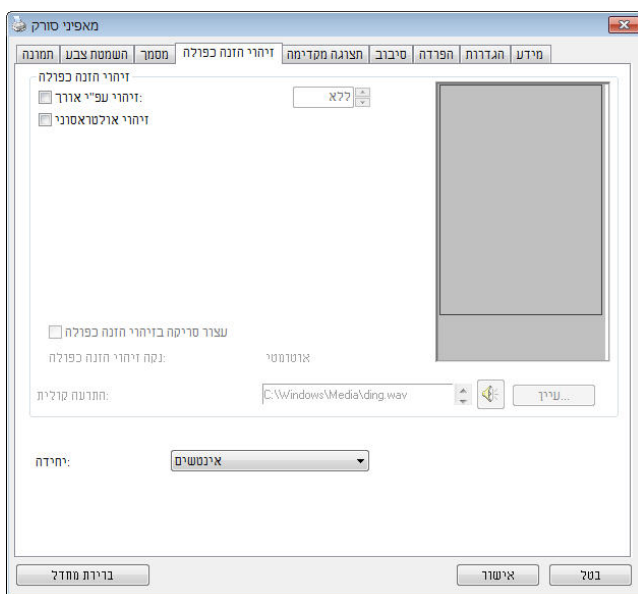 מאפיני סורק
תמונה השמטת צבע מסמך זיהוי הזנה כפולה תצוגה מקדימה סיבוב הפרדה הגדרות מידע
זיהוי הזנה כפולה
זיהוי עפ"י אורך: ללא
זיהוי אולטראסוני
עצור סריקה בזיהוי הזנה כפולה
נקה זיהוי הזנה כפולה: אוטומטי
התרעה קולית: C:\Windows\Media\ding.wav עיין...
יחידה: אינטשים
ברירת מחדל אישור בטל